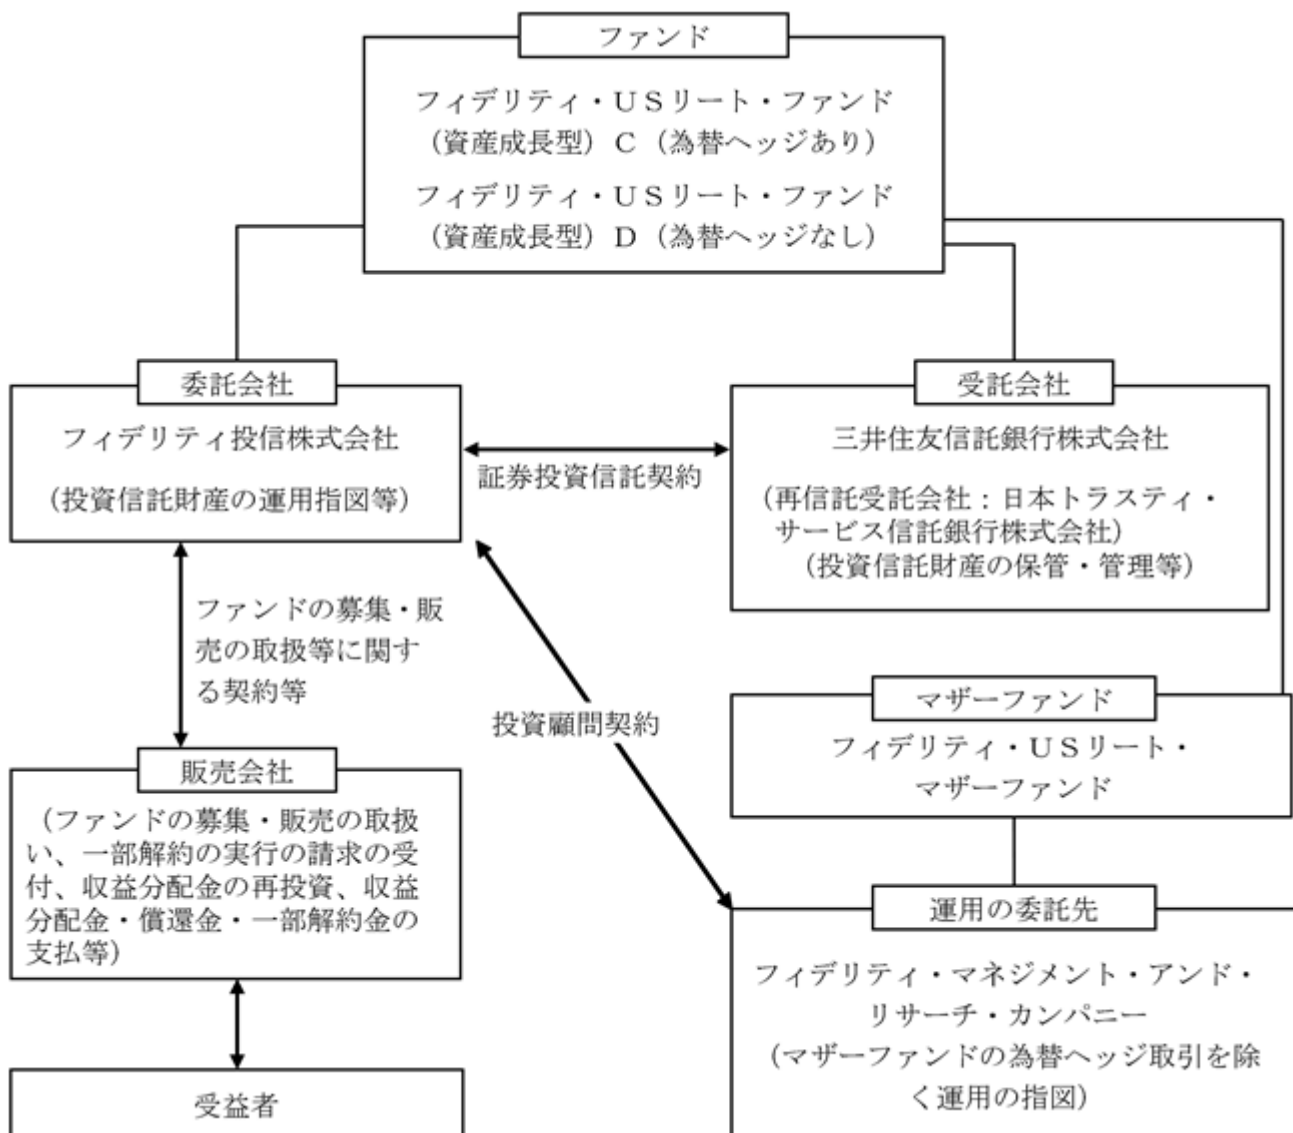 ファンド
フィデリティ・ＵＳリート・ファンド
（資産成長型）Ｃ（為替ヘッジあり）
フィデリティ・ＵＳリート・ファンド
（資産成長型）Ｄ（為替ヘッジなし）
委託会社
フィデリティ投信株式会社
（投資信託財産の運用指図等）
証券投資信託契約
受託会社
三井住友信託銀行株式会社
（再信託受託会社：日本トラスティ・
サービス信託銀行株式会社）
（投資信託財産の保管・管理等）
ファンドの募集・販
売の取扱等に関す
る契約等
投資顧問契約
マザーファンド
フィデリティ・ＵＳリート・
マザーファンド
販売会社
（ファンドの募集・販売の取扱
い、一部解約の実行の請求の受
付、収益分配金の再投資、収益
分配金・償還金・一部解約金の
支払等）
運用の委託先
フィデリティ・マネジメント・アンド・
リサーチ・カンパニー
（マザーファンドの為替ヘッジ取引を除
く運用の指図）
受益者